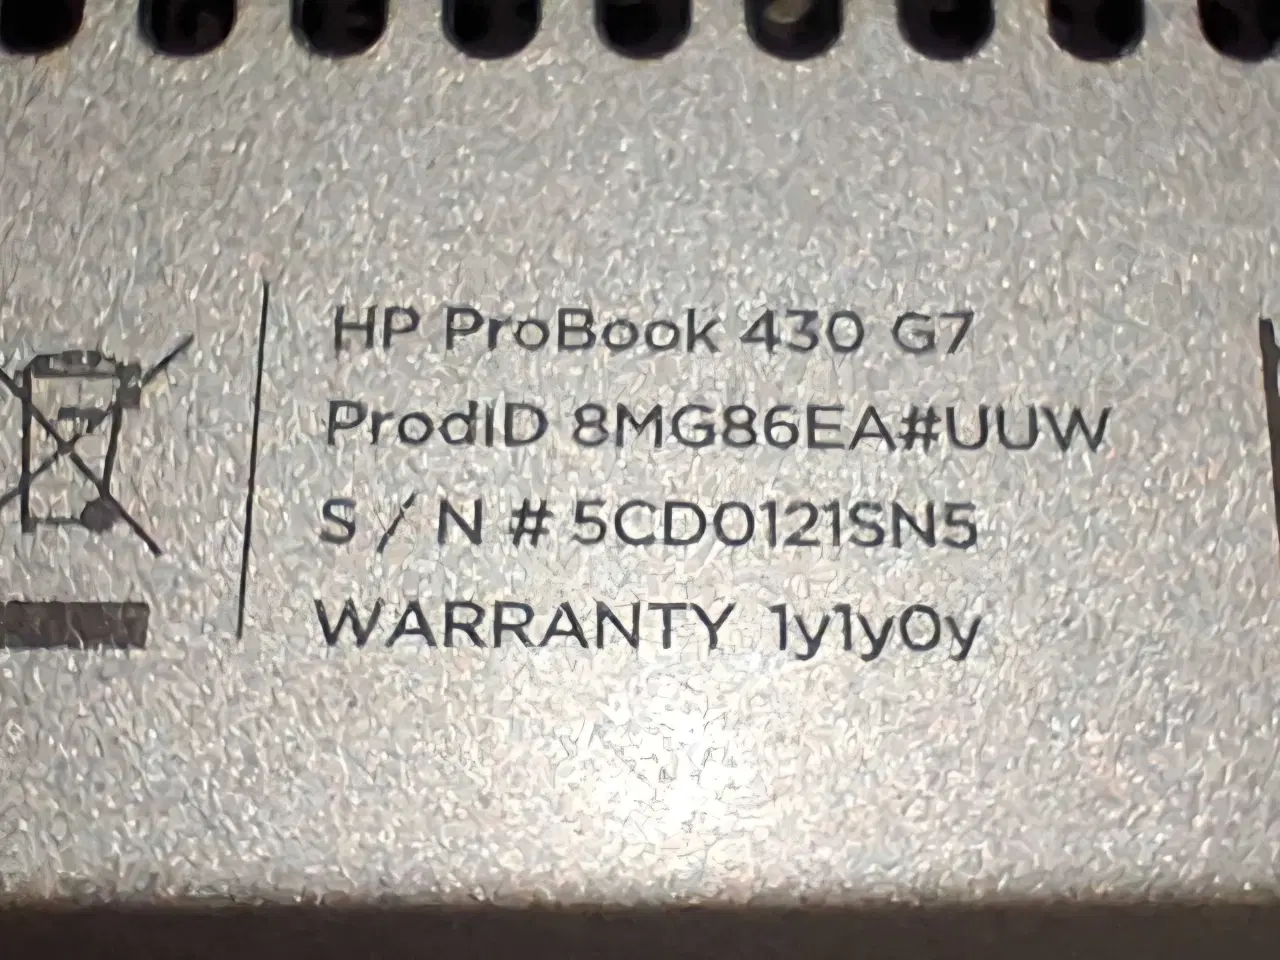 HP ProBook 430 G7
ProdID 8MG86EA#UUW
S / N # 5CD0121SN5
WARRANTY 1y1y0y